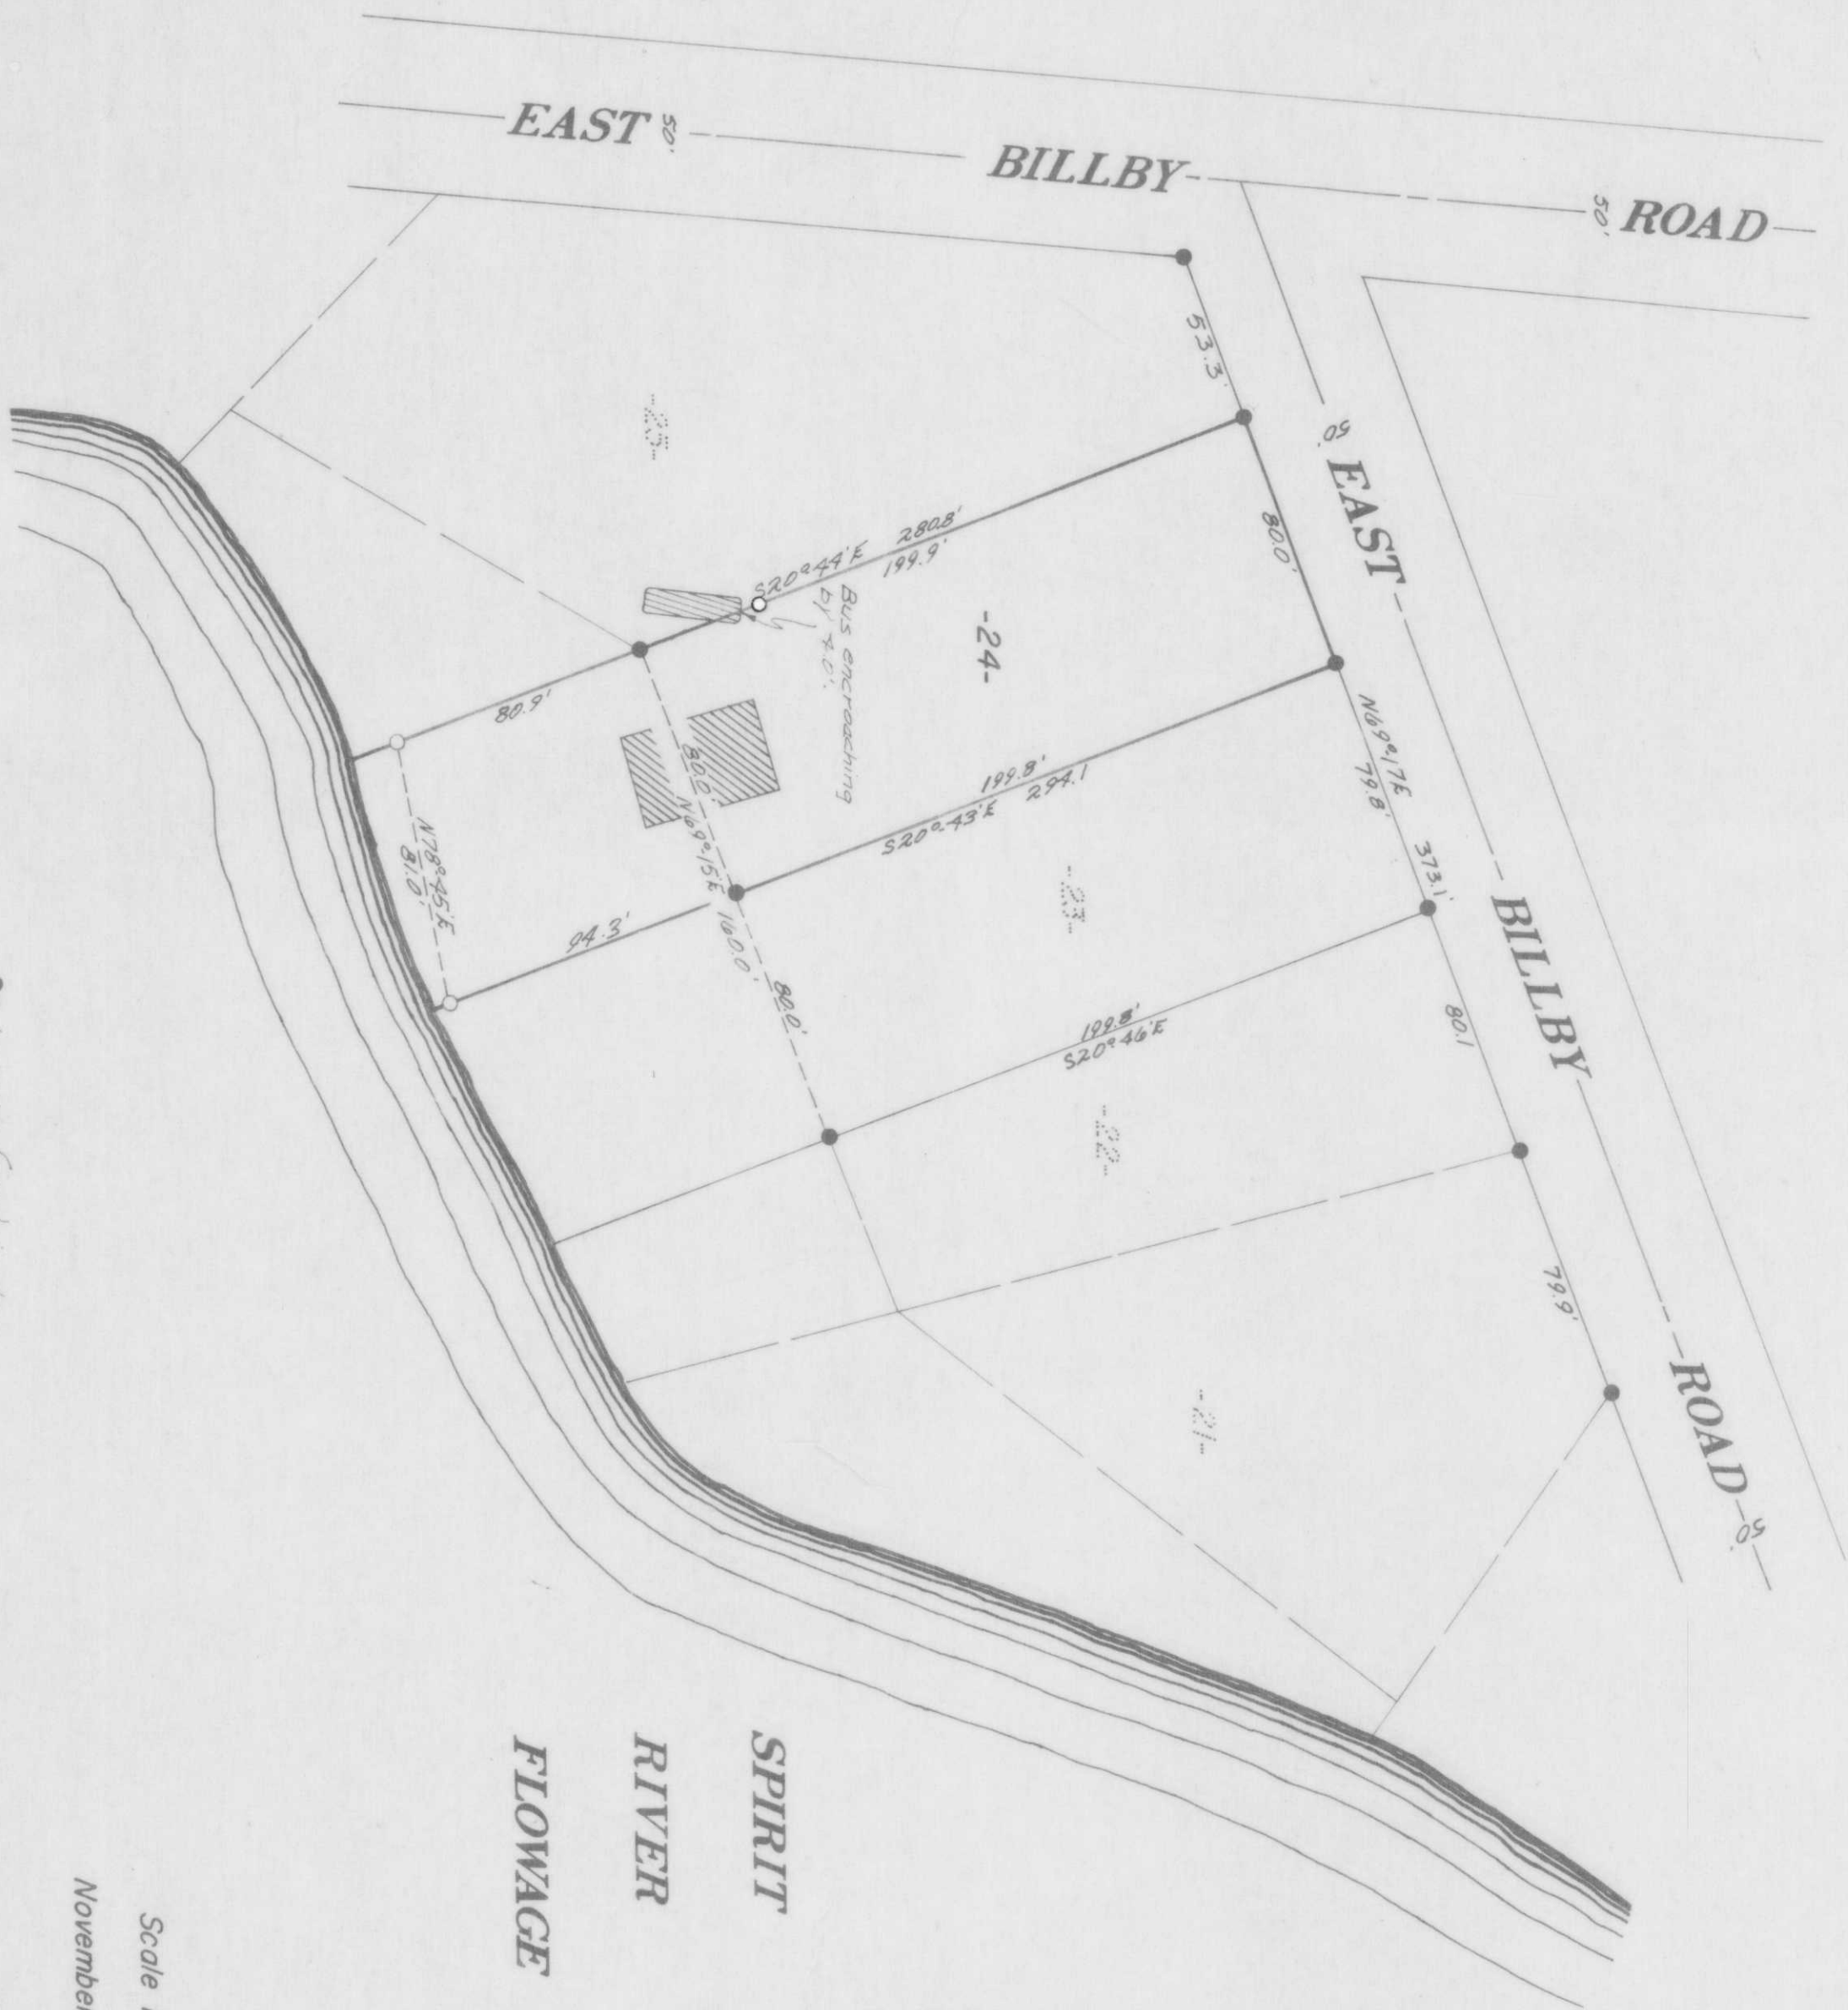 EAST BILLBY ROAD
50'
50'
EAST BILLBY ROAD
50'
50'
53.3'
80.0'
N69°-17'E
79.8'
373.1'
80.1
79.9'
-25-
S20°-44'E 280.8'
199.9'
Bus encroaching
by 4.0'.
-24-
80.9'
80.0'
N69°-15'E 160.0'
80.0'
199.8' 294.1
S20°-43'E
-23-
N78°-45'E
81.0'
94.3'
199.8'
S20°-46'E
-22-
-21-
SPIRIT
RIVER
FLOWAGE
Scale
November